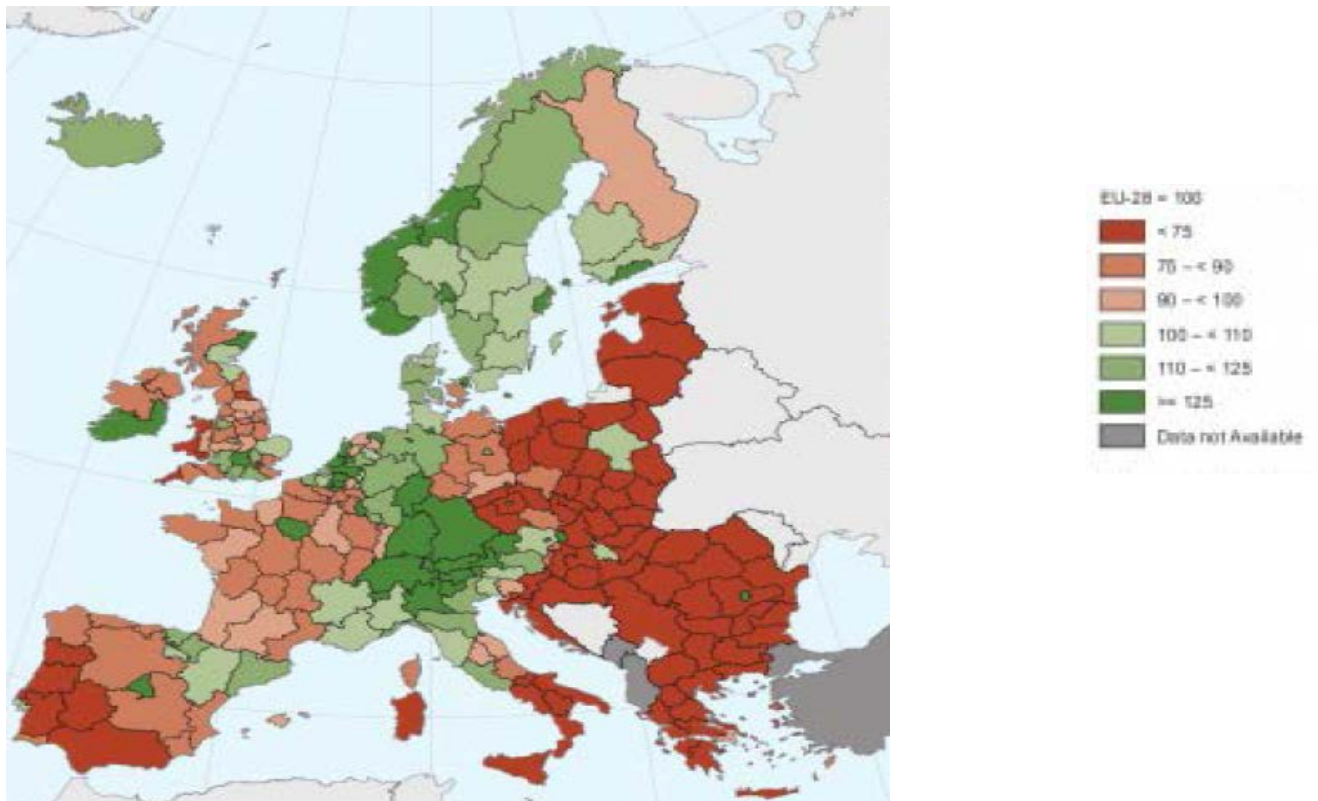 EU-28 = 100
< 75
75 – < 90
90 – < 100
100 – < 110
110 – < 125
>= 125
Data not Available